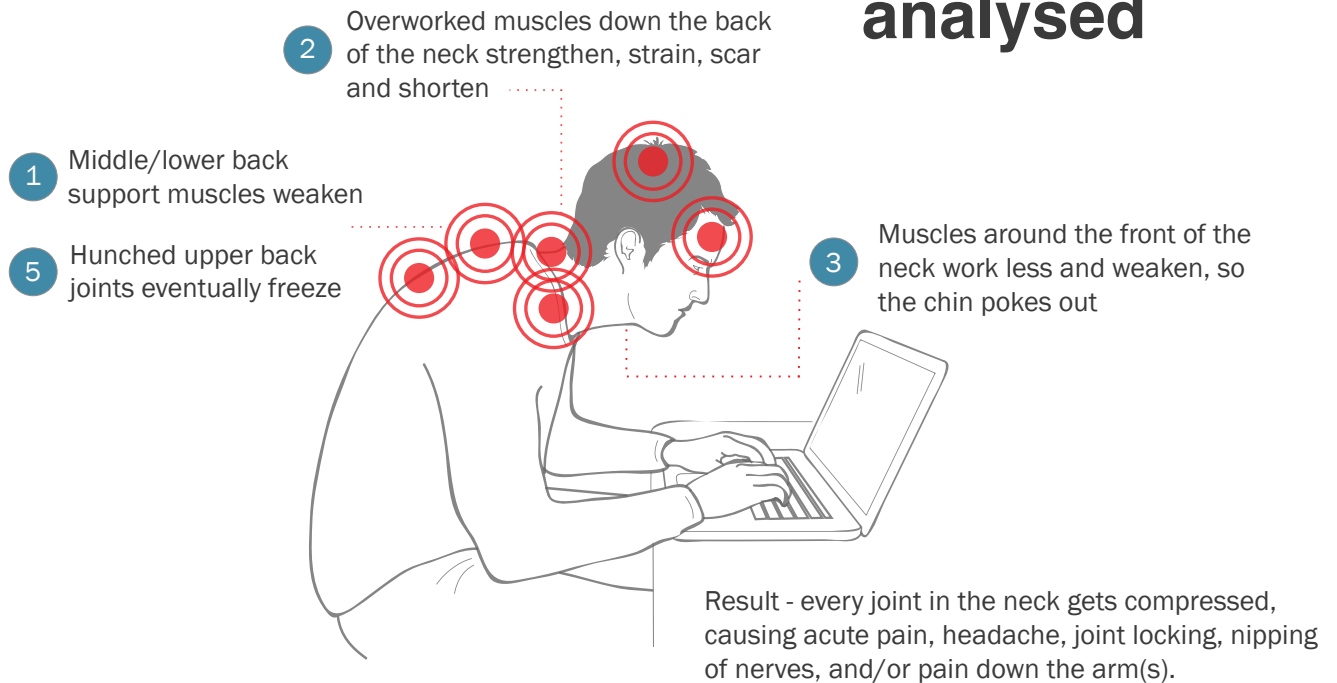 analysed
2
Overworked muscles down the back
of the neck strengthen, strain, scar
and shorten
1
Middle/lower back
support muscles weaken
5
Hunched upper back
joints eventually freeze
3
Muscles around the front of the
neck work less and weaken, so
the chin pokes out
Result - every joint in the neck gets compressed,
causing acute pain, headache, joint locking, nipping
of nerves, and/or pain down the arm(s).